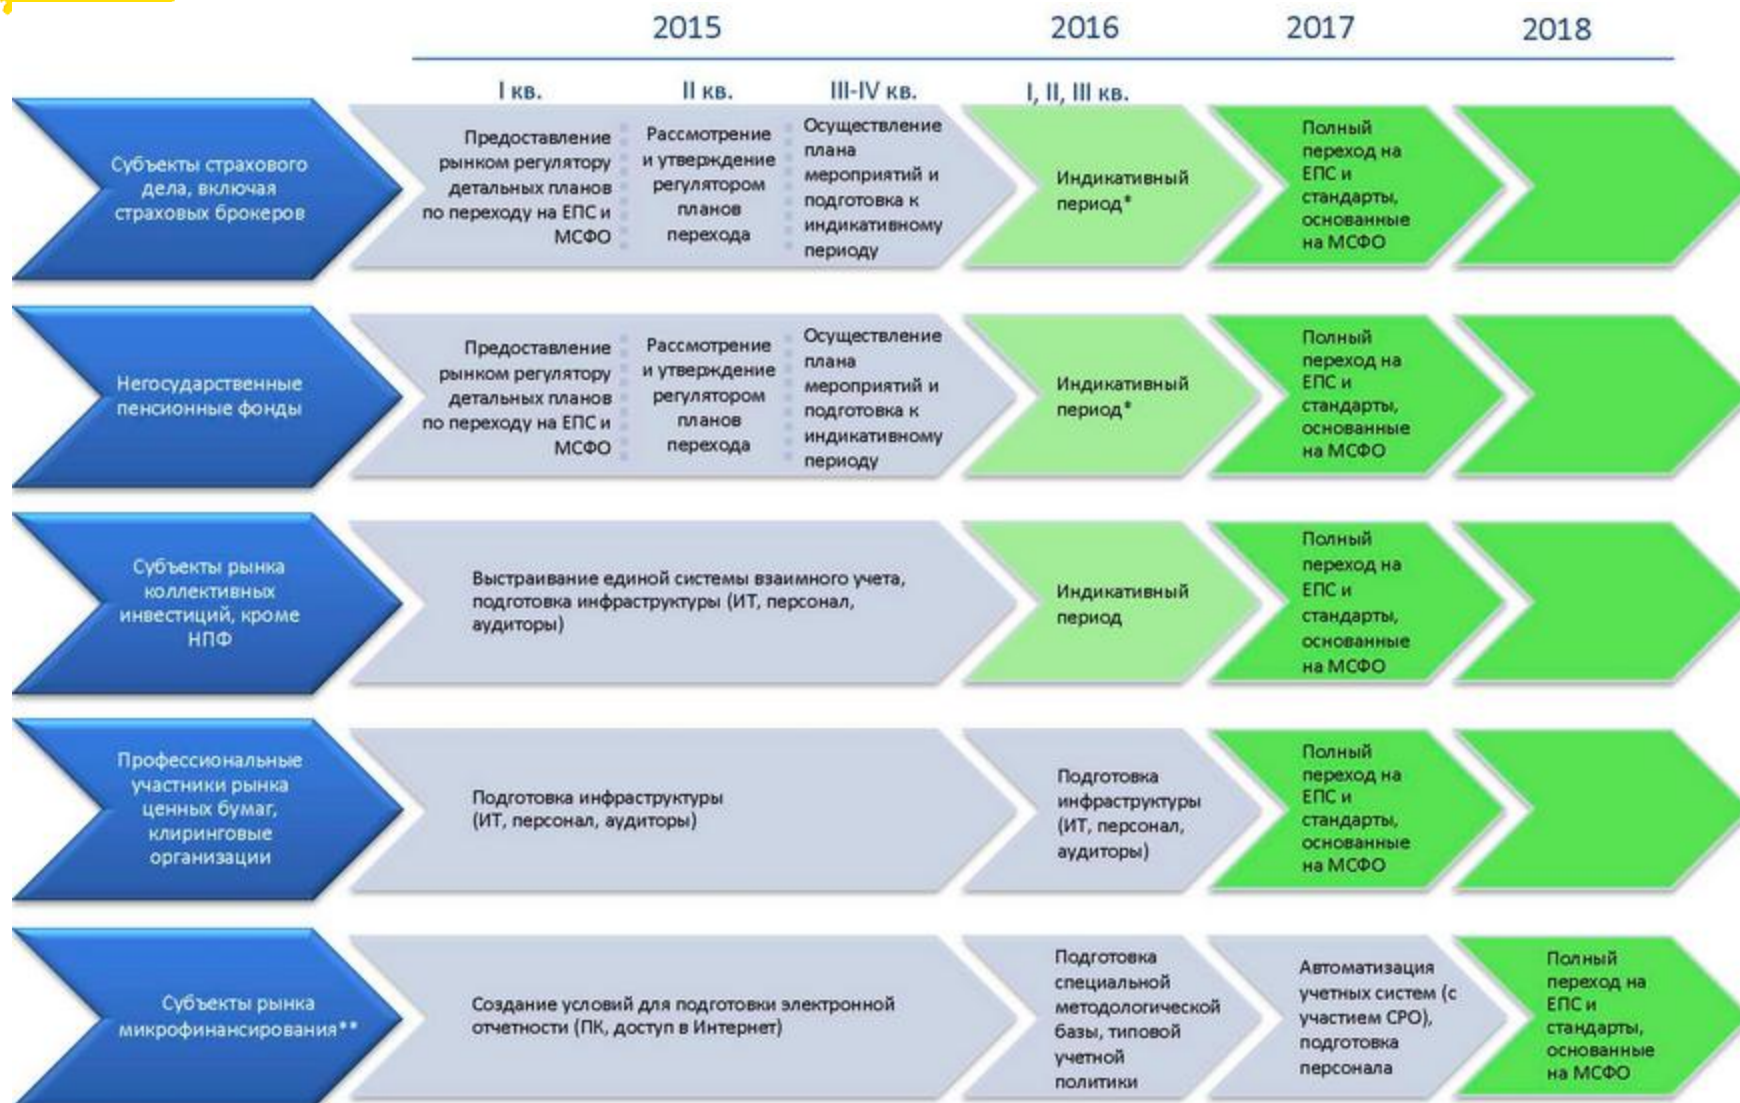 2015
2016
2017
2018
I кв.
II кв.
III-IV кв.
I, II, III кв.
Субъекты страхового
дела, включая
страховых брокеров
Предоставление
рынком регулятору
детальных планов
по переходу на ЕПС и
МСФО
Рассмотрение
и утверждение
регулятором
планов
перехода
Осуществление
плана
мероприятий и
подготовка к
индикативному
периоду
Индикативный
период*
Полный
переход на
ЕПС и
стандарты,
основанные
на МСФО
Негосударственные
пенсионные фонды
Предоставление
рынком регулятору
детальных планов
по переходу на ЕПС и
МСФО
Рассмотрение
и утверждение
регулятором
планов
перехода
Осуществление
плана
мероприятий и
подготовка к
индикативному
периоду
Индикативный
период*
Полный
переход на
ЕПС и
стандарты,
основанные
на МСФО
Субъекты рынка
коллективных
инвестиций, кроме
НПФ
Выстраивание единой системы взаимного учета,
подготовка инфраструктуры (ИТ, персонал,
аудиторы)
Индикативный
период
Полный
переход на
ЕПС и
стандарты,
основанные
на МСФО
Профессиональные
участники рынка
ценных бумаг,
клиринговые
организации
Подготовка инфраструктуры
(ИТ, персонал, аудиторы)
Подготовка
инфраструктуры
(ИТ, персонал,
аудиторы)
Полный
переход на
ЕПС и
стандарты,
основанные
на МСФО
Субъекты рынка
микрофинансирования**
Создание условий для подготовки электронной
отчетности (ПК, доступ в Интернет)
Подготовка
специальной
методологической
базы, типовой
учетной
политики
Автоматизация
учетных систем (с
участием СРО),
подготовка
персонала
Полный
переход на
ЕПС и
стандарты,
основанные
на МСФО